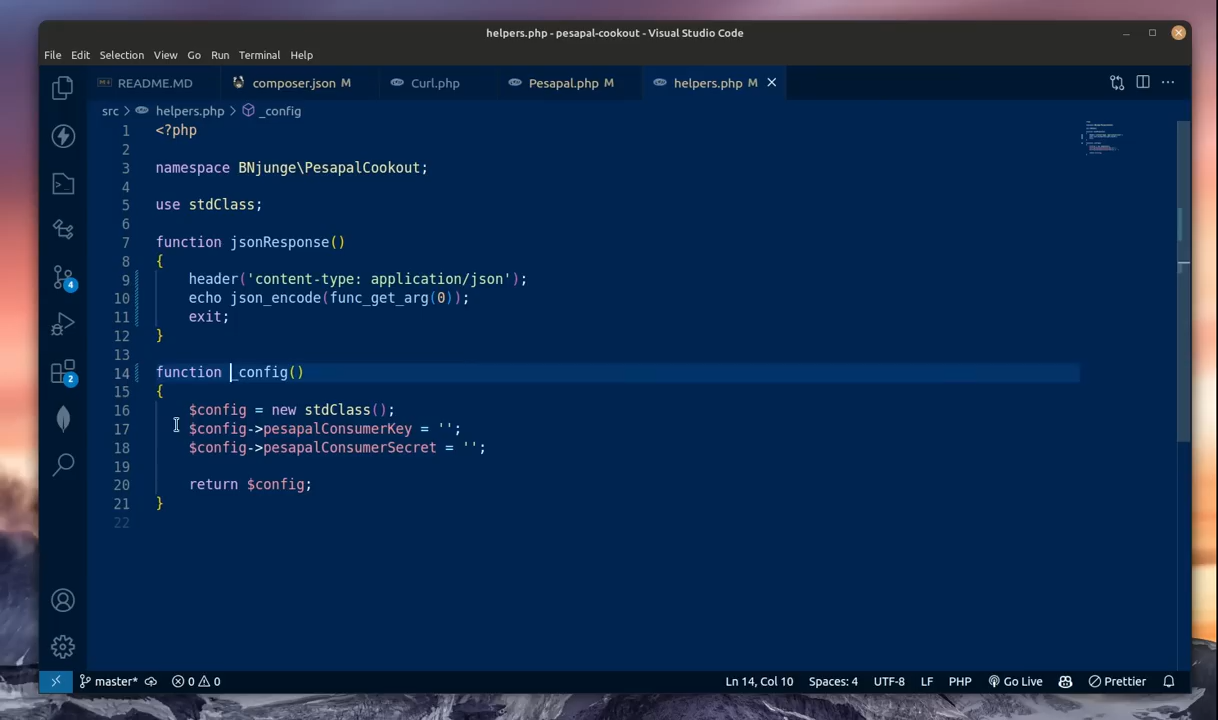 helpers.php - pesapal-cookout - Visual Studio Code
File Edit Selection View Go Run Terminal Help
README.MD composer.json M Curl.php Pesapal.php M helpers.php M
src > helpers.php > _config
1 <?php
2
3 namespace BNjunge\PesapalCookout;
4
5 use stdClass;
6
7 function jsonResponse()
8 {
9 header('content-type: application/json');
10 echo json_encode(func_get_arg(0));
11 exit;
12 }
13
14 function _config()
15 {
16 $config = new stdClass();
17 $config->pesapalConsumerKey = '';
18 $config->pesapalConsumerSecret = '';
19
20 return $config;
21 }
22
4
2
master* 0 0 Ln 14, Col 10 Spaces: 4 UTF-8 LF PHP Go Live Prettier